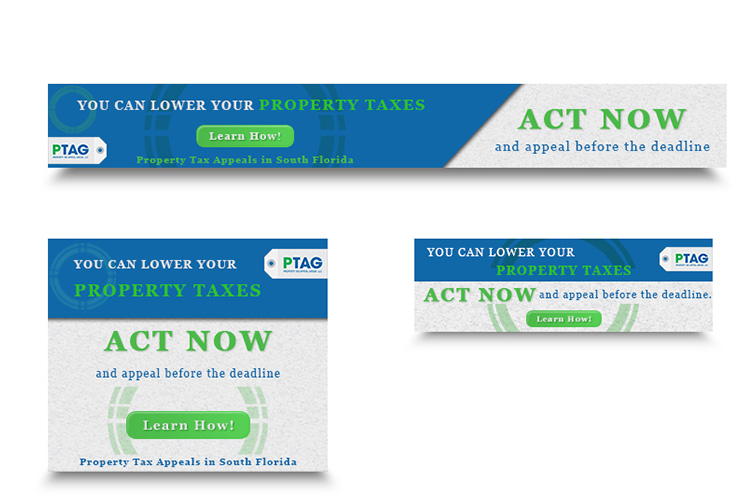 YOU CAN LOWER YOUR PROPERTY TAXES
Learn How!
PTAG
Property Tax Appeals in South Florida
ACT NOW
and appeal before the deadline
YOU CAN LOWER YOUR
PTAG
PROPERTY TAXES
ACT NOW
and appeal before the deadline
Learn How!
Property Tax Appeals in South Florida
YOU CAN LOWER YOUR
PTAG
PROPERTY TAXES
ACT NOW and appeal before the deadline.
Learn How!